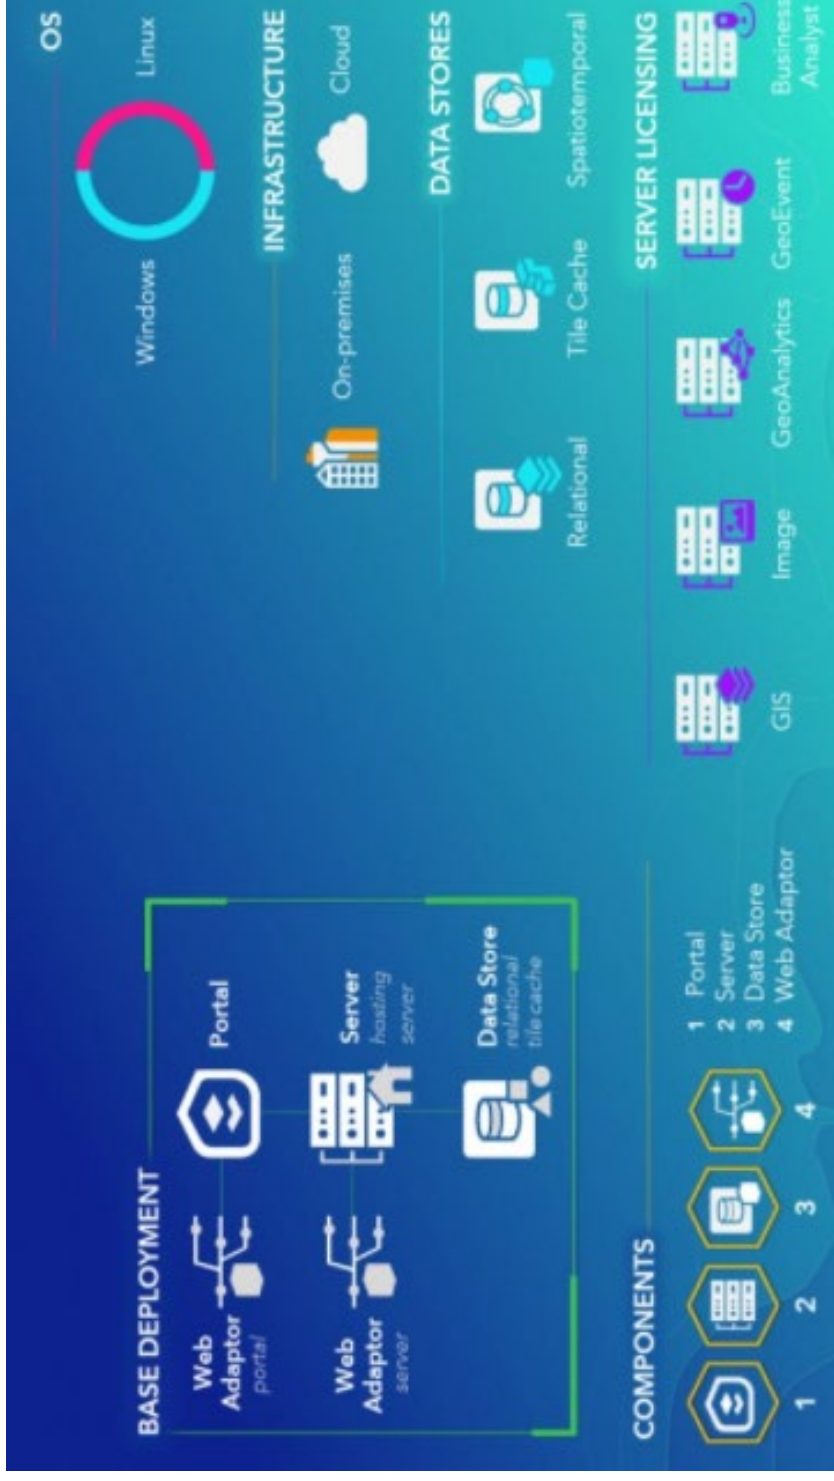 BASE DEPLOYMENT
Web
Adaptor
portal
Portal
Web
Adaptor
server
Server
hosting
server
Data Store
relational
tile cache
COMPONENTS
1
2
3
4
1 Portal
2 Server
3 Data Store
4 Web Adaptor
OS
Windows
Linux
INFRASTRUCTURE
On-premises
Cloud
DATA STORES
Relational
Tile Cache
Spatiotemporal
SERVER LICENSING
GIS
Image
GeoAnalytics
GeoEvent
Business
Analyst